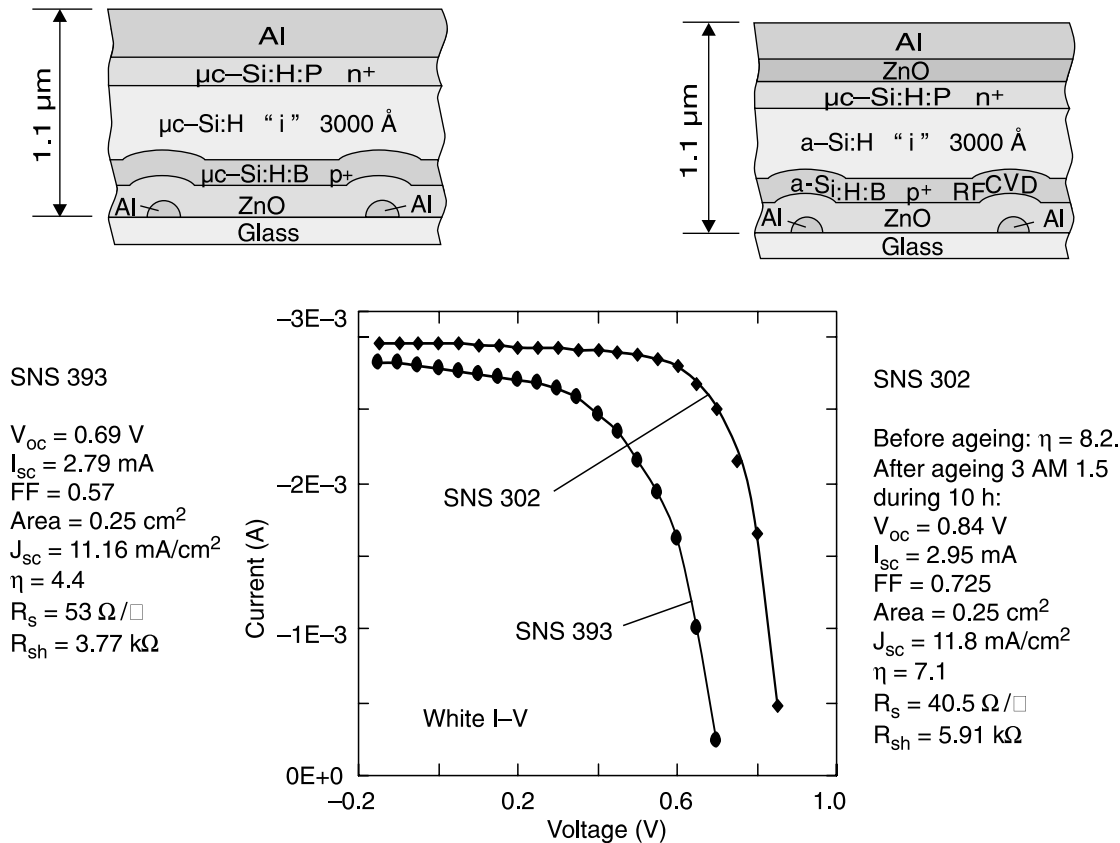 1.1 µm
Al
µc–Si:H:P n+
µc–Si:H “i” 3000 Å
µc–Si:H:B p+
Al ZnO Al
Glass
1.1 µm
Al
ZnO
µc–Si:H:P n+
a–Si:H “i” 3000 Å
a-Si:H:B p+ RF CVD
Al ZnO Al
Glass
SNS 393
Voc = 0.69 V
Isc = 2.79 mA
FF = 0.57
Area = 0.25 cm2
Jsc = 11.16 mA/cm2
η = 4.4
Rs = 53 Ω/□
Rsh = 3.77 kΩ
Current (A)
–3E–3
–2E–3
–1E–3
0E+0
SNS 302
SNS 393
White I–V
–0.2 0.2 0.6 1.0
Voltage (V)
SNS 302
Before ageing: η = 8.2.
After ageing 3 AM 1.5
during 10 h:
Voc = 0.84 V
Isc = 2.95 mA
FF = 0.725
Area = 0.25 cm2
Jsc = 11.8 mA/cm2
η = 7.1
Rs = 40.5 Ω/□
Rsh = 5.91 kΩ